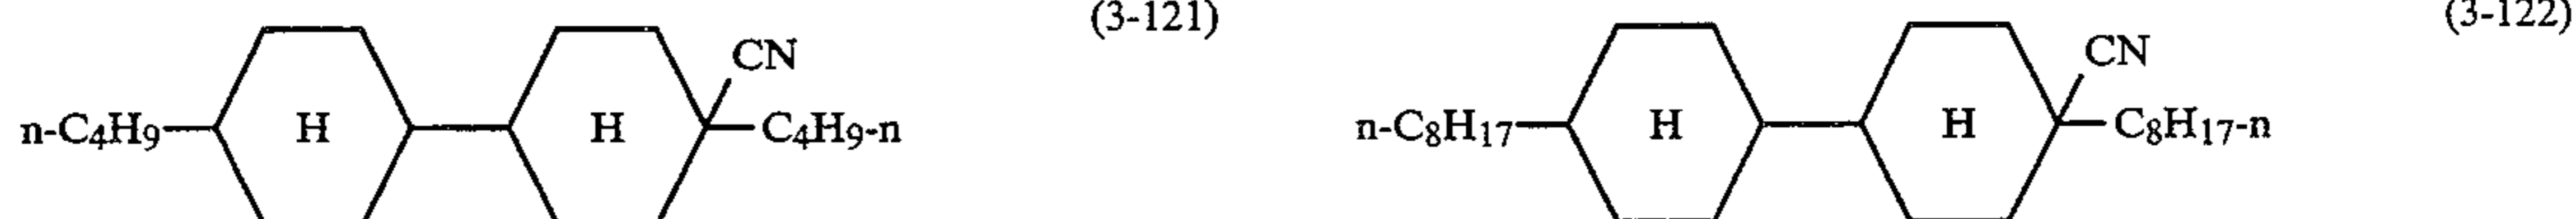 (3-121)
CN
n-C4H9 H H C4H9-n
(3-122)
CN
n-C8H17 H H C8H17-n